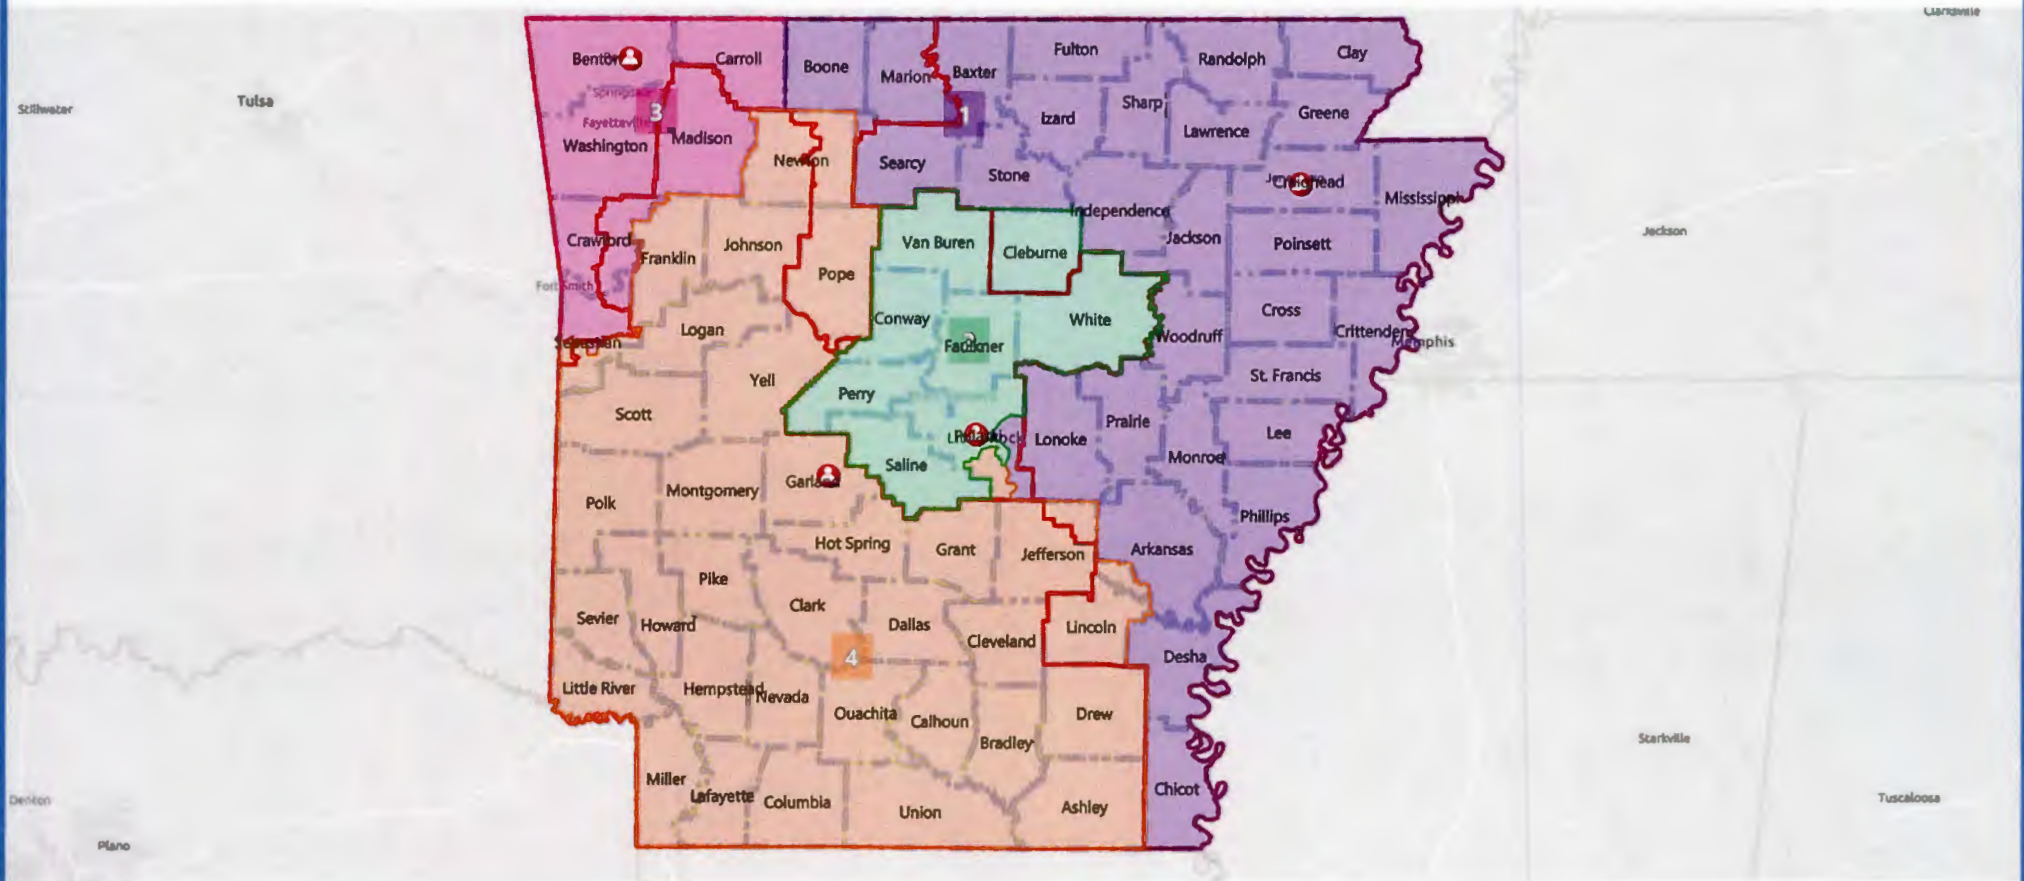 Clarksville
Benton
Carroll
Boone
Marion
Baxter
Fulton
Randolph
Clay
Stillwater
Tulsa
3
Fayetteville
Washington
Madison
1
Izard
Sharp
Lawrence
Greene
Newton
Searcy
Stone
Craighead
Mississippi
Independence
Crawford
Franklin
Johnson
Pope
Van Buren
Cleburne
Jackson
Poinsett
Jackson
Fort Smith
Logan
Conway
Faulkner
White
Woodruff
Cross
Crittenden
Memphis
Sebastian
Yell
Perry
St. Francis
Scott
Saline
Lonoke
Prairie
Monroe
Lee
Polk
Montgomery
Garland
Phillips
Hot Spring
Grant
Jefferson
Arkansas
Pike
Clark
Sevier
Howard
Dallas
Cleveland
Lincoln
4
Desha
Little River
Hempstead
Nevada
Ouachita
Calhoun
Bradley
Drew
Starkville
Miller
Lafayette
Columbia
Union
Ashley
Chicot
Denton
Plano
Tuscaloosa